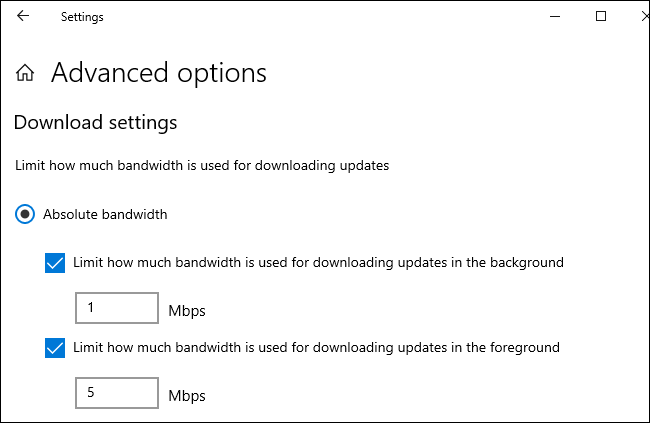 Settings
Advanced options
Download settings
Limit how much bandwidth is used for downloading updates
Absolute bandwidth
Limit how much bandwidth is used for downloading updates in the background
1 Mbps
Limit how much bandwidth is used for downloading updates in the foreground
5 Mbps